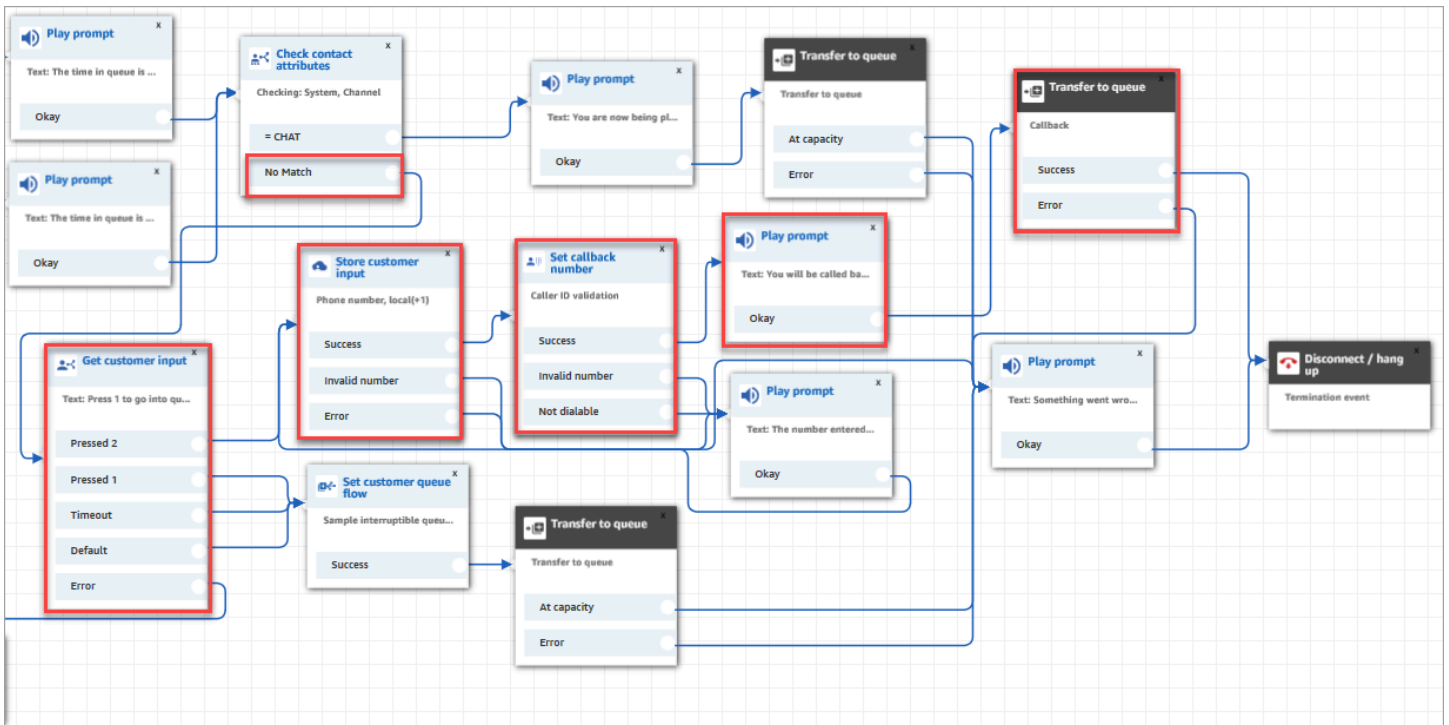 Play prompt
x
Text: The time in queue is ...
Okay
Play prompt
x
Text: The time in queue is ...
Okay
Check contact
attributes
x
Checking: System, Channel
= CHAT
No Match
Play prompt
x
Text: You are now being pl...
Okay
Transfer to queue
x
Transfer to queue
At capacity
Error
Transfer to queue
x
Callback
Success
Error
Get customer input
x
Text: Press 1 to go into qu...
Pressed 2
Pressed 1
Timeout
Default
Error
Store customer
input
x
Phone number, local(+1)
Success
Invalid number
Error
Set callback
number
x
Caller ID validation
Success
Invalid number
Not dialable
Play prompt
x
Text: You will be called ba...
Okay
Play prompt
x
Text: The number entered...
Okay
Set customer queue
flow
x
Sample interruptible queu...
Success
Transfer to queue
x
Transfer to queue
At capacity
Error
Play prompt
x
Text: Something went wro...
Okay
Disconnect / hang
up
x
Termination event